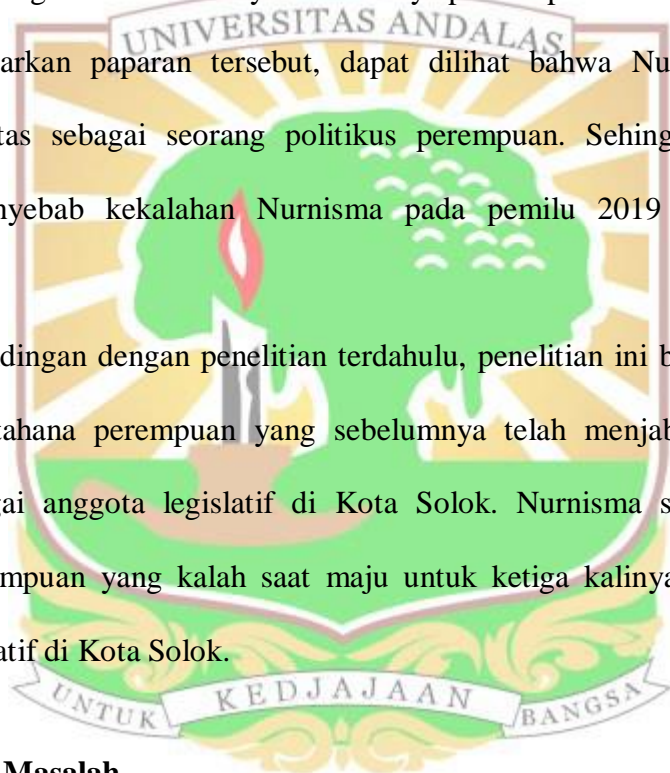 UNIVERSITAS ANDALAS
arkan paparan tersebut, dapat dilihat bahwa Nu
tas sebagai seorang politikus perempuan. Sehing
nyebab kekalahan Nurnisma pada pemilu 2019
dingan dengan penelitian terdahulu, penelitian ini b
tahana perempuan yang sebelumnya telah menjab
gai anggota legislatif di Kota Solok. Nurnisma s
mpuan yang kalah saat maju untuk ketiga kalinya
atif di Kota Solok.
UNTUK KEDJAJAAN BANGSA
Masalah